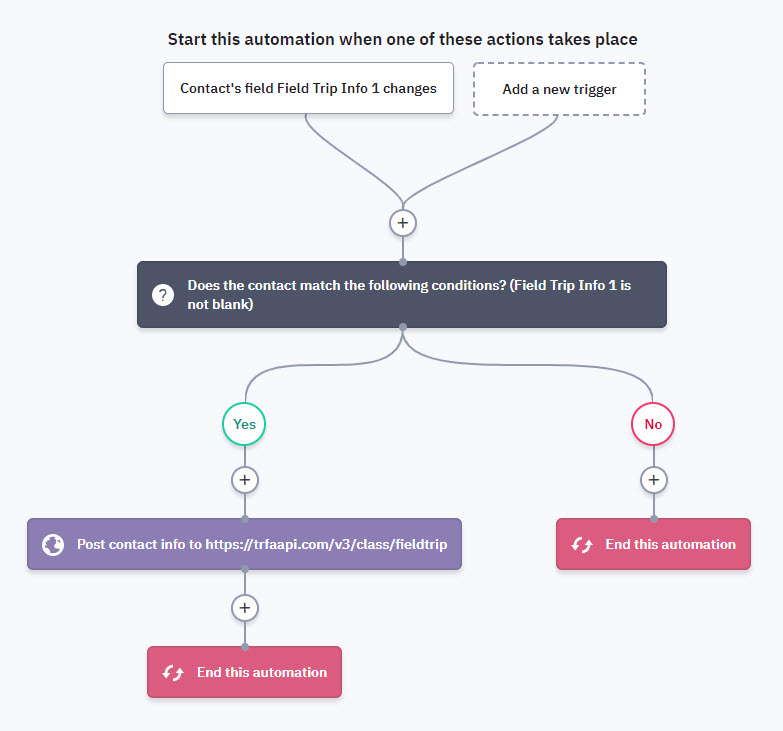 Start this automation when one of these actions takes place
Contact's field Field Trip Info 1 changes
Add a new trigger
+
?
Does the contact match the following conditions? (Field Trip Info 1 is
not blank)
Yes
No
+
+
Post contact info to https://trfaapi.com/v3/class/fieldtrip
End this automation
+
End this automation